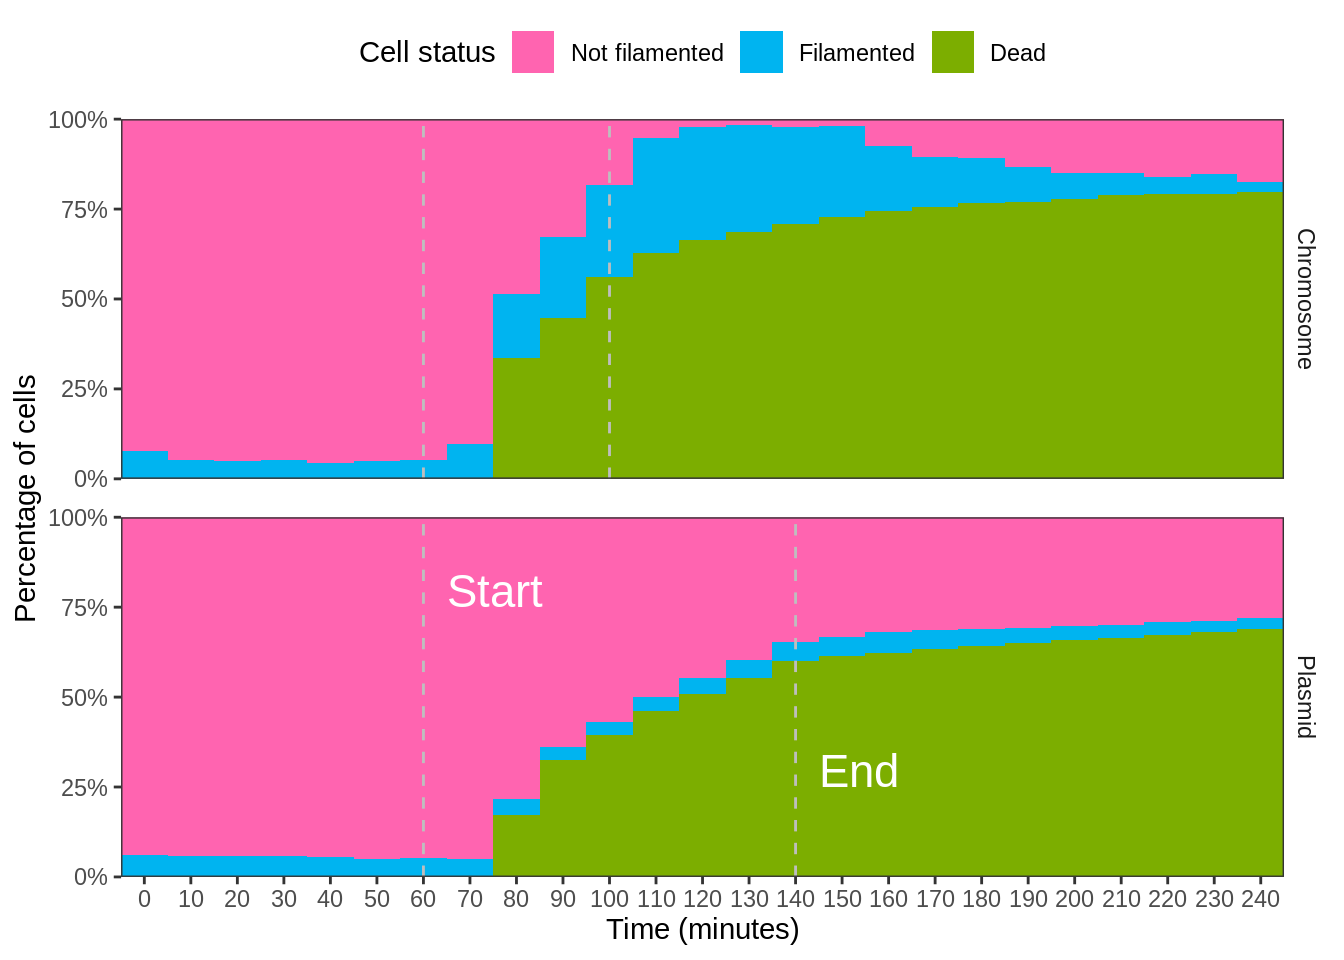 Cell status Not filamented Filamented Dead
100%
75%
50%
25%
0%
Chromosome
Percentage of cells
100%
75%
50%
25%
0%
Start
End
Plasmid
0 10 20 30 40 50 60 70 80 90 100 110 120 130 140 150 160 170 180 190 200 210 220 230 240
Time (minutes)